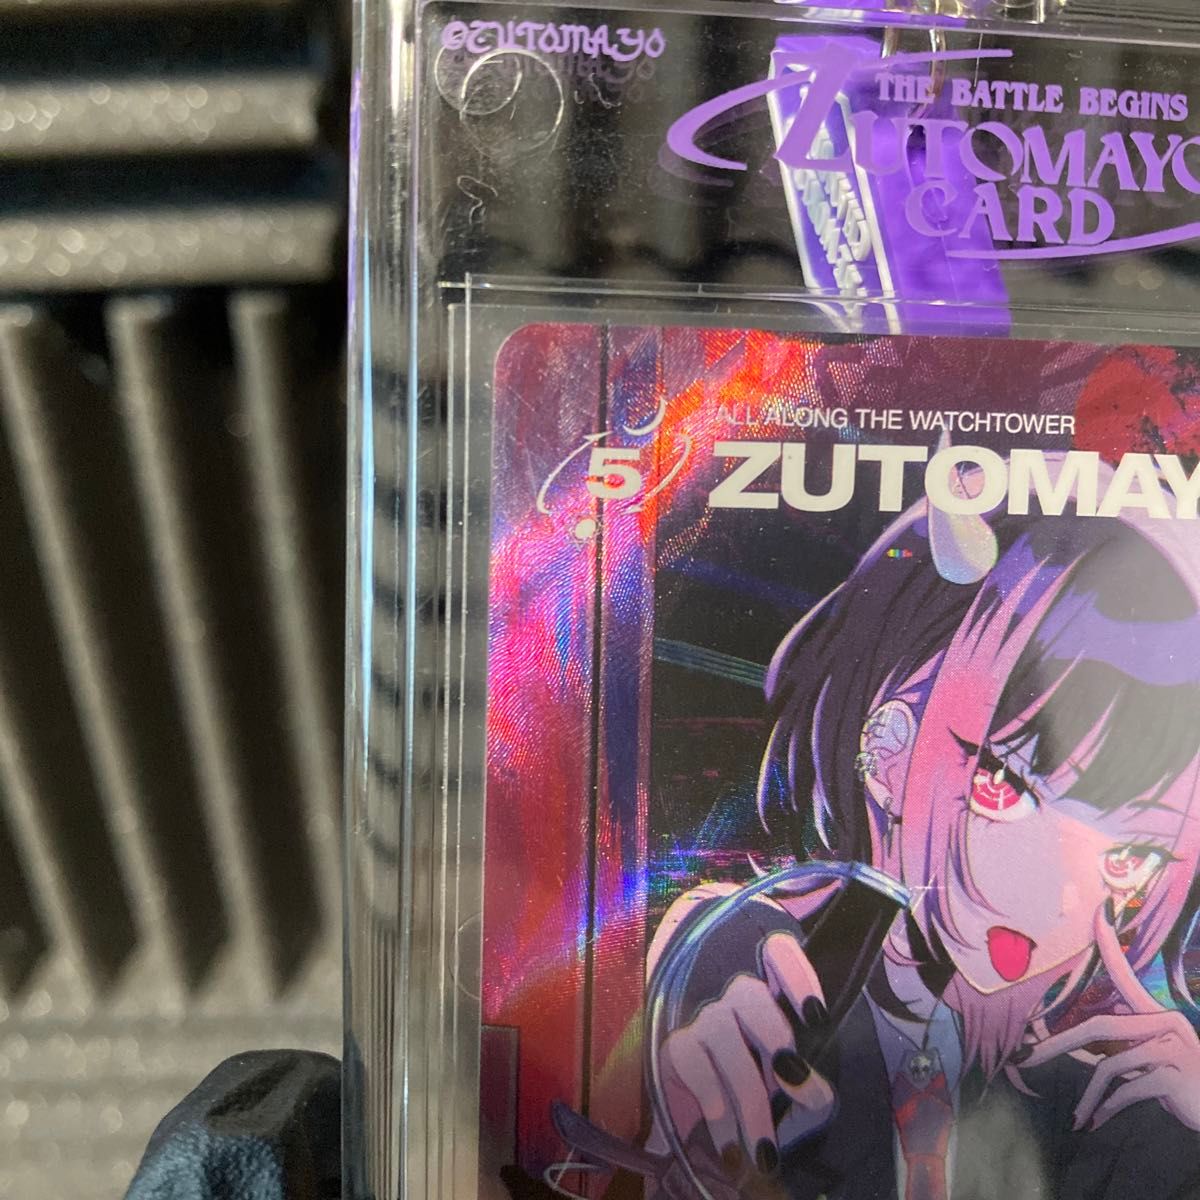 ©ZUTOMAYO
THE BATTLE BEGINS
ZUTOMAYO
CARD
ALL ALONG THE WATCHTOWER
5
ZUTOMAY